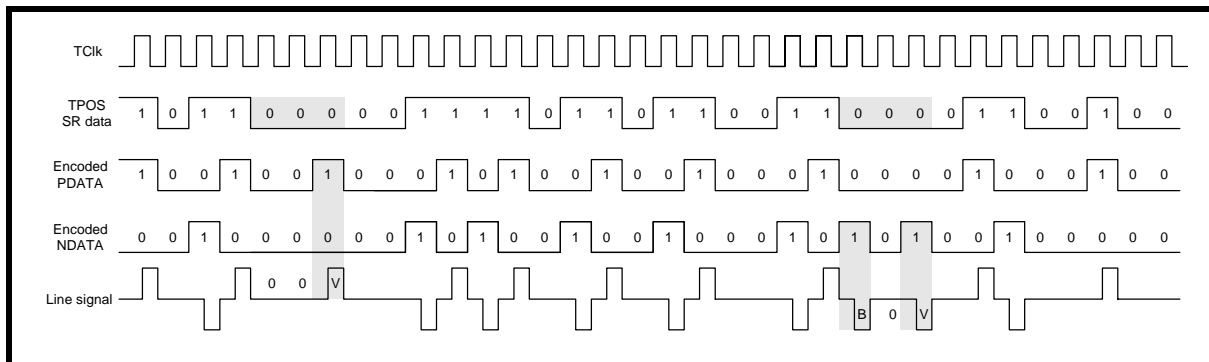 TClk
TPOS
SR data
1 0 1 1 0 0 0 0 0 1 1 1 1 0 1 1 0 1 1 0 0 1 1 0 0 0 0 1 1 0 0 1 0 0
Encoded
PDATA
1 0 0 1 0 0 1 0 0 0 1 0 1 0 0 1 0 0 1 0 0 0 1 0 0 0 0 1 0 0 0 1 0 0
Encoded
NDATA
0 0 1 0 0 0 0 0 0 1 0 1 0 0 1 0 0 1 0 0 0 1 0 1 0 1 0 0 1 0 0 0 0 0
Line signal
0 0 V
B 0 V